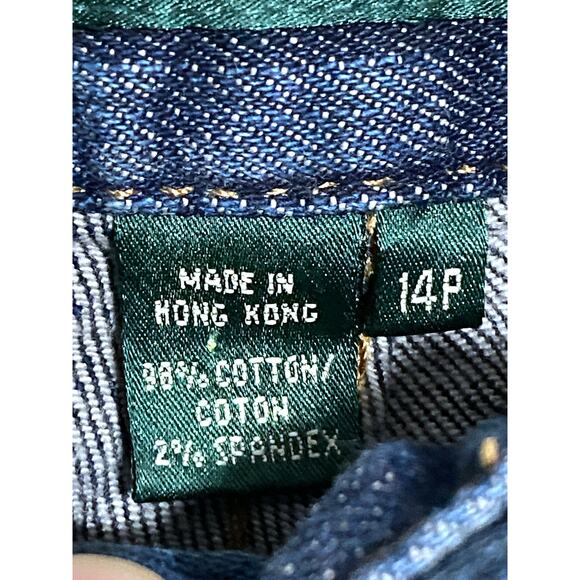 MADE IN
HONG KONG
98% COTTON/
COTON
2% SPANDEX
14P